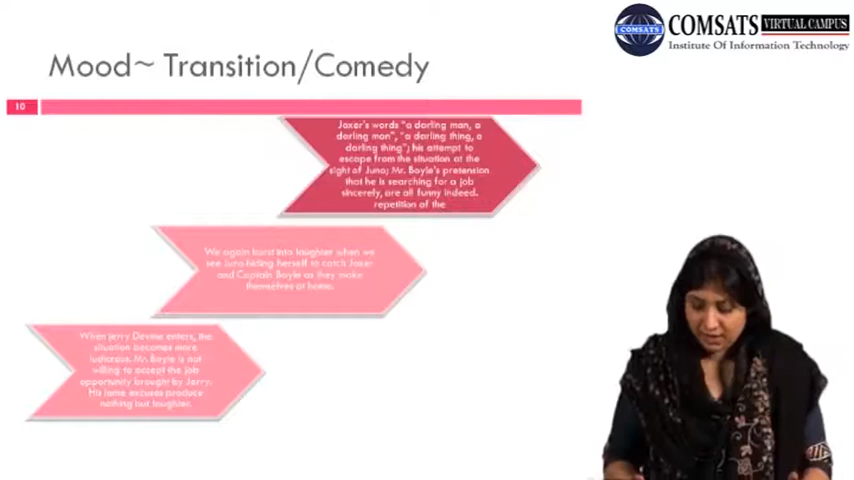 COMSATS VIRTUAL CAMPUS
COMSATS
Institute Of Information Technology
Mood~ Transition/Comedy
10
Joxer's words "a darling man, a
darling man", "a darling thing, a
darling thing"; his attempt to
escape from the situation at the
sight of Juno; Mr. Boyle's pretension
that he is searching for a job
sincerely, are all funny indeed.
repetition of the
We again burst into laughter when we
see Juno hiding herself to catch Joxer
and Captain Boyle as they make
themselves at home.
When Jerry Devine enters, the
situation becomes more
ludicrous. Mr. Boyle is not
willing to accept the job
opportunity brought by Jerry.
His lame excuses produce
nothing but laughter.